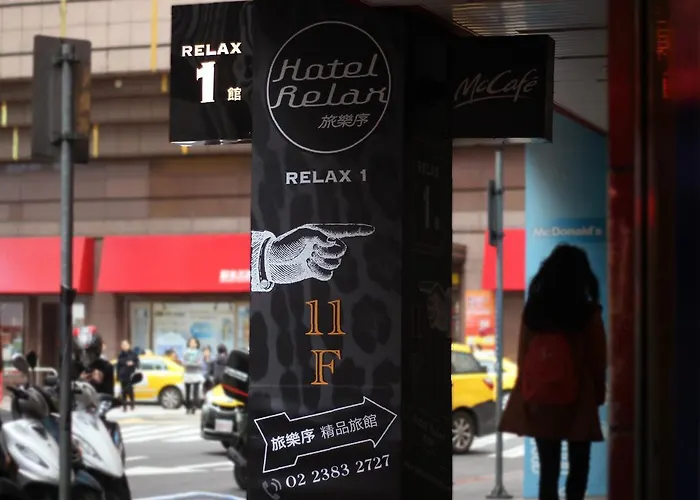 RELAX
1 館
Hotel
Relax
旅樂序
RELAX 1
11
F
旅樂序 精品旅館
02 2383 2727
McCafé
McDonald's